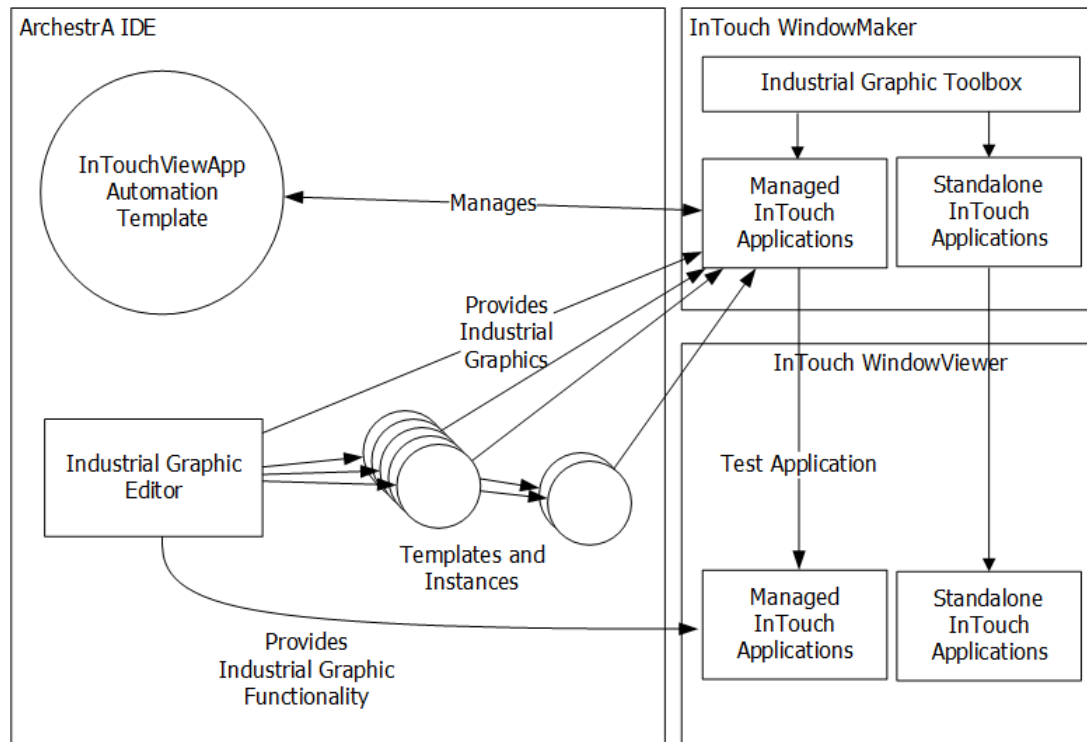 ArchestrA IDE
InTouchViewApp
Automation
Template
Manages
Provides
Industrial
Graphics
Industrial Graphic
Editor
Templates and
Instances
Provides
Industrial Graphic
Functionality
InTouch WindowMaker
Industrial Graphic Toolbox
Managed
InTouch
Applications
Standalone
InTouch
Applications
InTouch WindowViewer
Test Application
Managed
InTouch
Applications
Standalone
InTouch
Applications